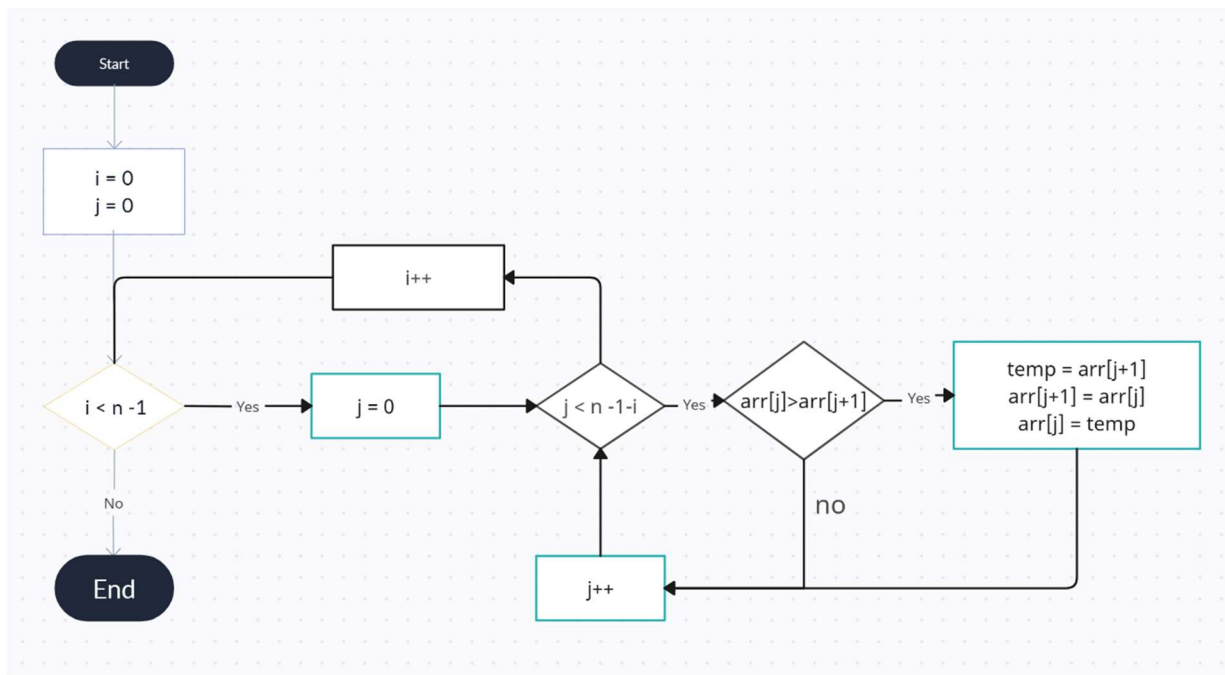 Start
i = 0
j = 0
i++
i < n -1
Yes
j = 0
j < n -1-i
Yes
arr[j]>arr[j+1]
Yes
temp = arr[j+1]
arr[j+1] = arr[j]
arr[j] = temp
No
no
End
j++